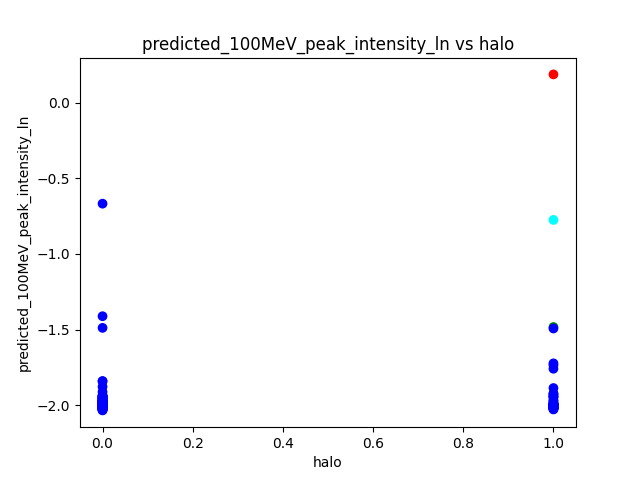 predicted_100MeV_peak_intensity_ln vs halo
predicted_100MeV_peak_intensity_ln
0.0
−0.5
−1.0
−1.5
−2.0
0.0 0.2 0.4 0.6 0.8 1.0
halo